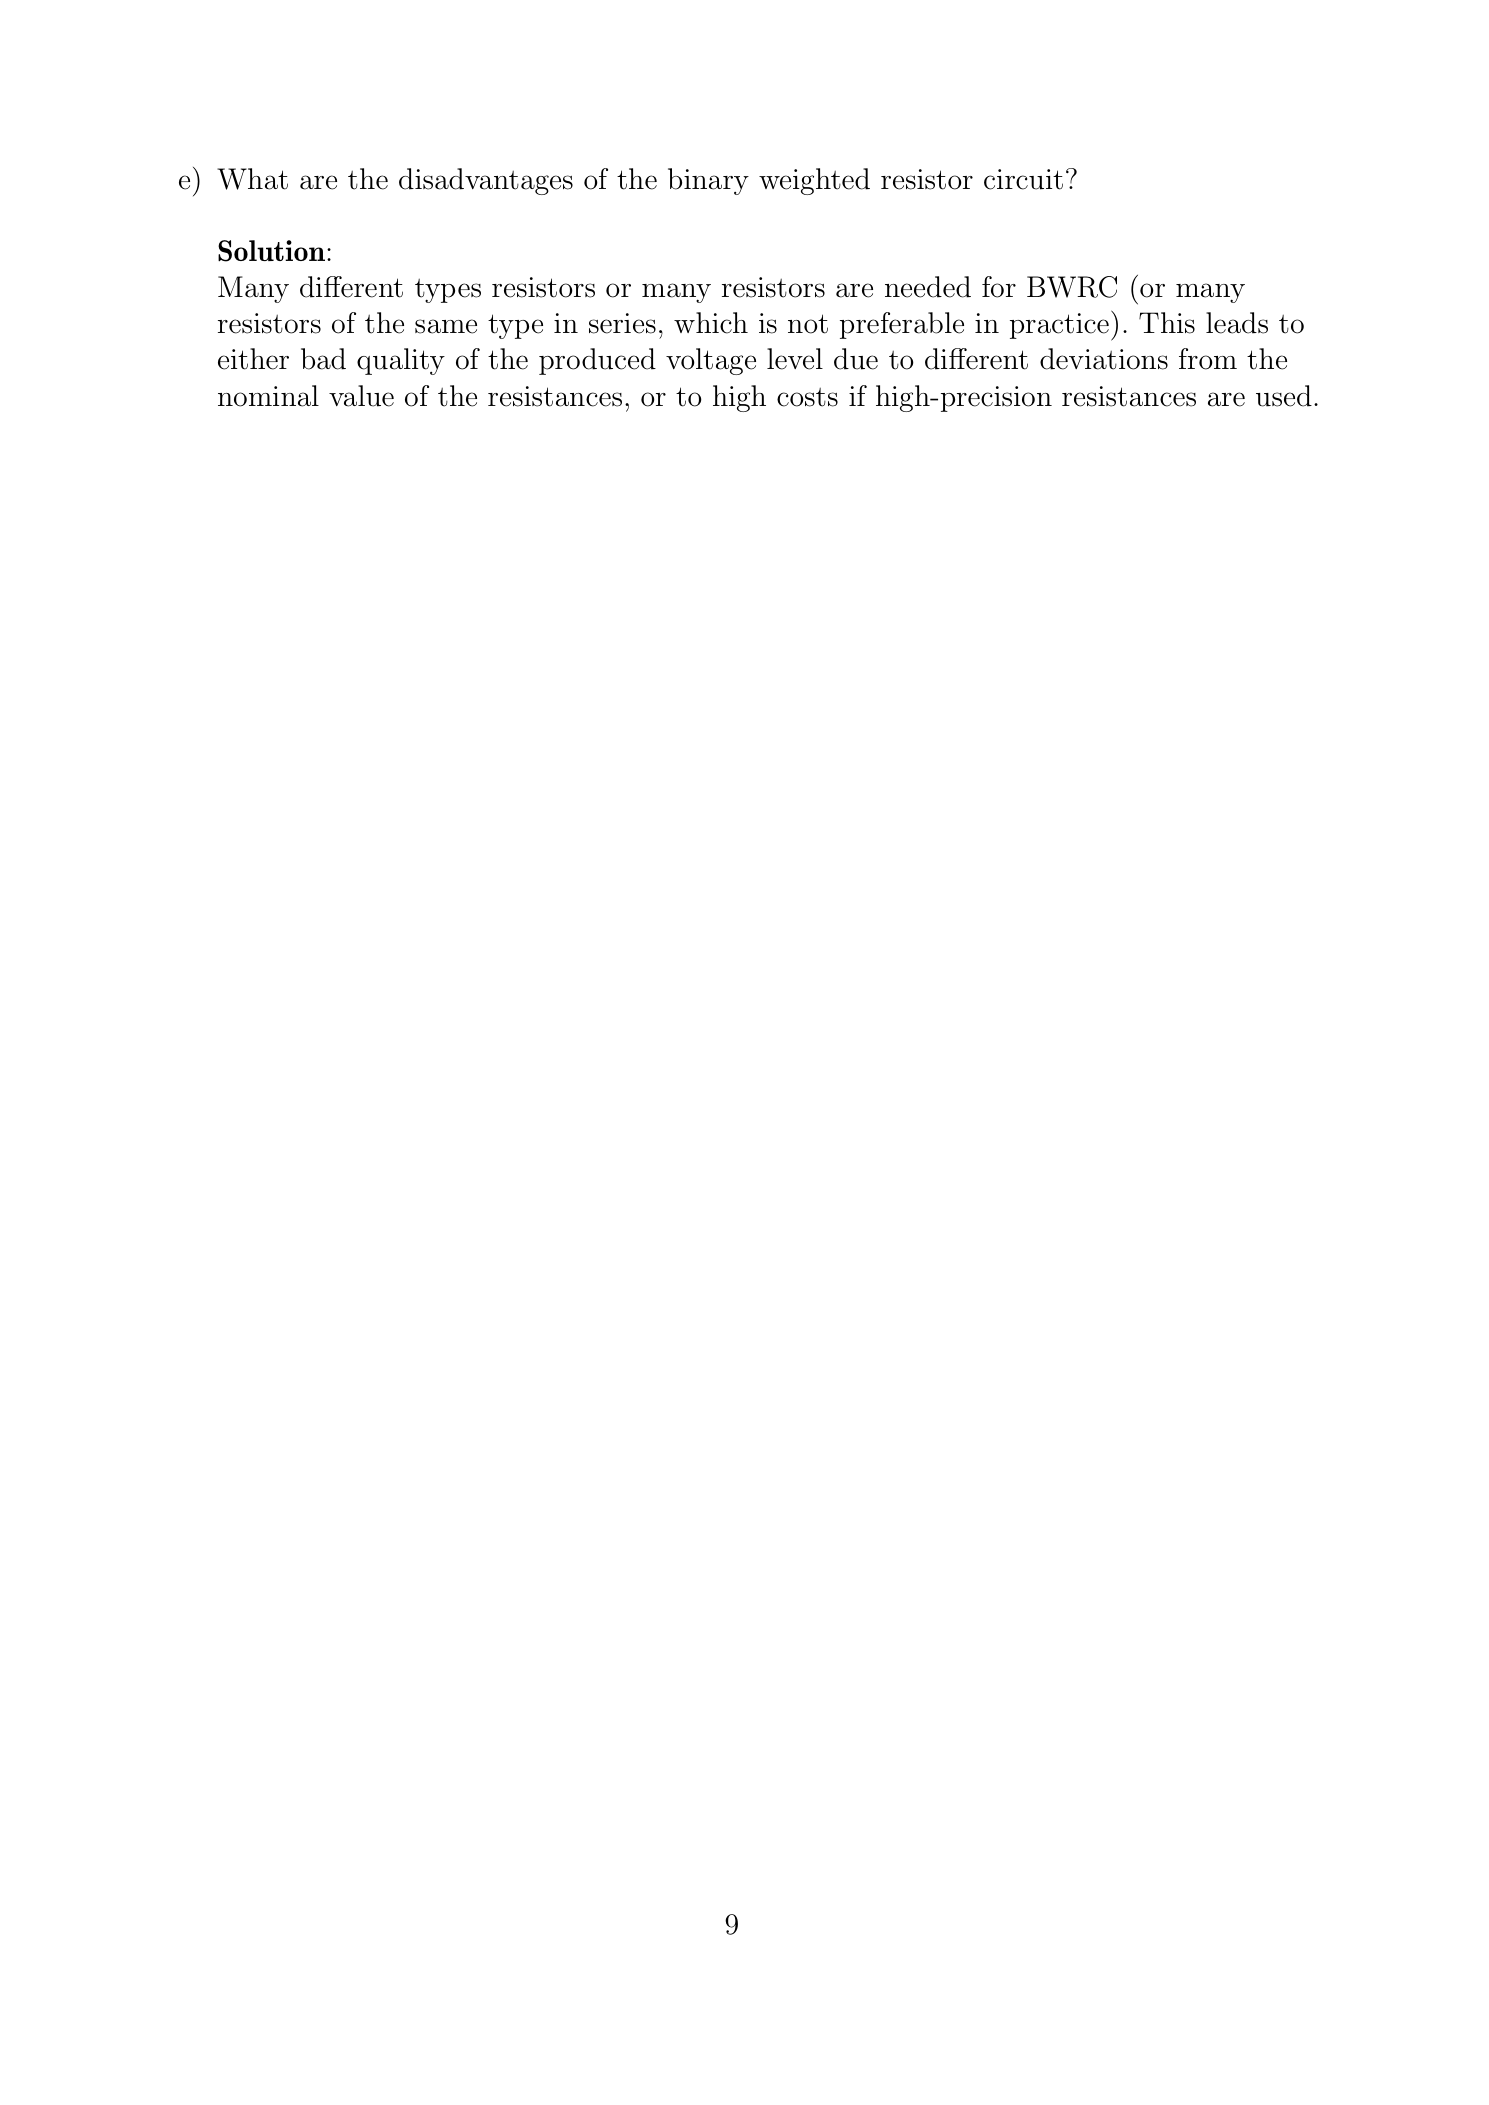 e) What are the disadvantages of the binary weighted resistor circuit?
Solution:
Many different types resistors or many resistors are needed for BWRC (or many
resistors of the same type in series, which is not preferable in practice). This leads to
either bad quality of the produced voltage level due to different deviations from the
nominal value of the resistances, or to high costs if high-precision resistances are used.
9